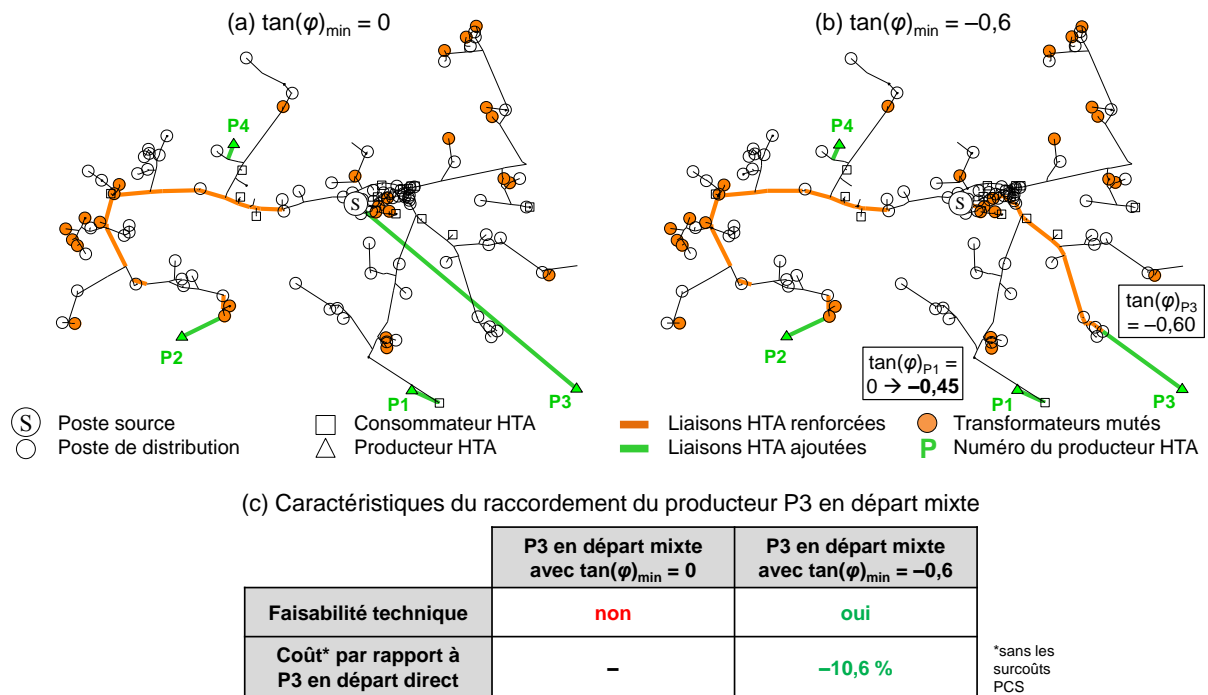 (a) tan(φ)min = 0
(b) tan(φ)min = –0,6
P4
S
P2
P1
P3
P4
S
P2
P1
P3
tan(φ)P3
= –0,60
tan(φ)P1 =
0 → –0,45
S Poste source
Consommateur HTA
Liaisons HTA renforcées
Transformateurs mutés
Poste de distribution
Producteur HTA
Liaisons HTA ajoutées
P Numéro du producteur HTA
(c) Caractéristiques du raccordement du producteur P3 en départ mixte
P3 en départ mixte
avec tan(φ)min = 0
P3 en départ mixte
avec tan(φ)min = –0,6
Faisabilité technique
non
oui
Coût* par rapport à
P3 en départ direct
–
–10,6 %
*sans les
surcoûts
PCS